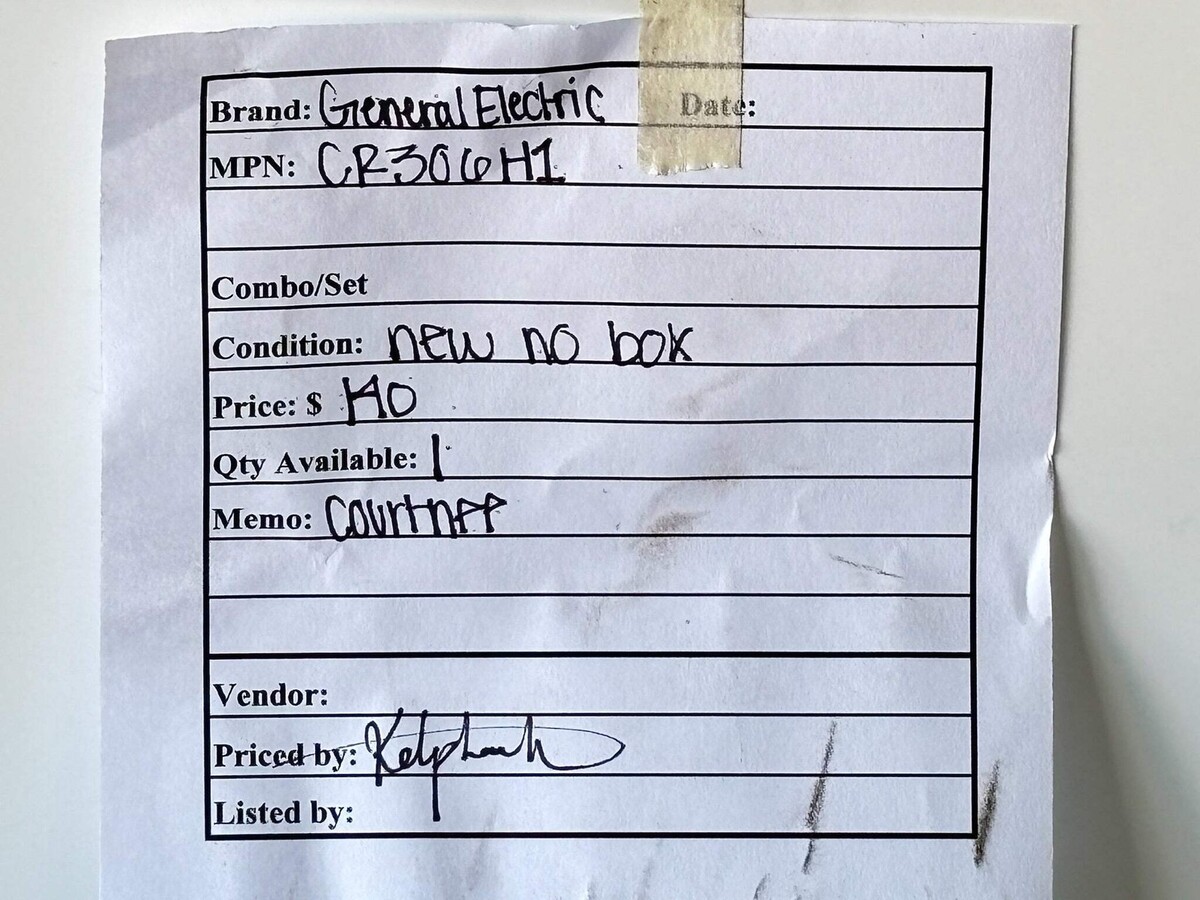 Brand: General Electric Date:
MPN: CR306H1
Combo/Set
Condition: new no box
Price: $ 140
Qty Available: 1
Memo: Courtnee
Vendor:
Priced by:
Listed by: